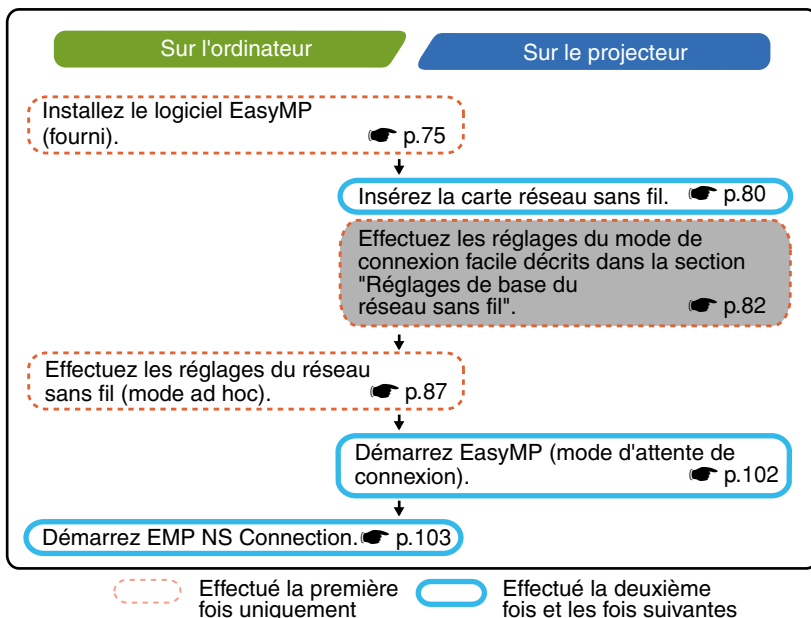 Sur l'ordinateur
Sur le projecteur
Installez le logiciel EasyMP
(fourni). ☛ p.75
Insérez la carte réseau sans fil. ☛ p.80
Effectuez les réglages du mode de
connexion facile décrits dans la section
"Réglages de base du
réseau sans fil". ☛ p.82
Effectuez les réglages du réseau
sans fil (mode ad hoc). ☛ p.87
Démarrez EasyMP (mode d'attente de
connexion). ☛ p.102
Démarrez EMP NS Connection. ☛ p.103
Effectué la première
fois uniquement
Effectué la deuxième
fois et les fois suivantes